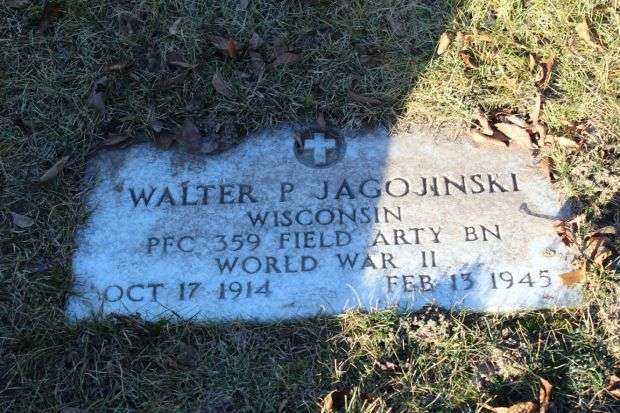 WALTER P JAGOJINSKI
WISCONSIN
PFC 359 FIELD ARTY BN
WORLD WAR II
OCT 17 1914 FEB 13 1945